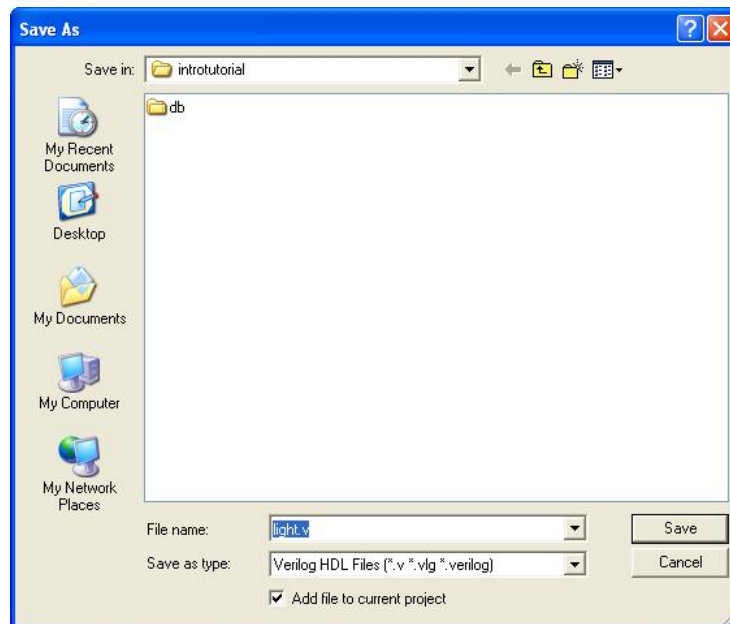 Save As
Save in:
introtutorial
db
My Recent
Documents
Desktop
My Documents
My Computer
My Network
Places
File name:
light.v
Save
Save as type:
Verilog HDL Files (*.v *.vlg *.verilog)
Cancel
Add file to current project